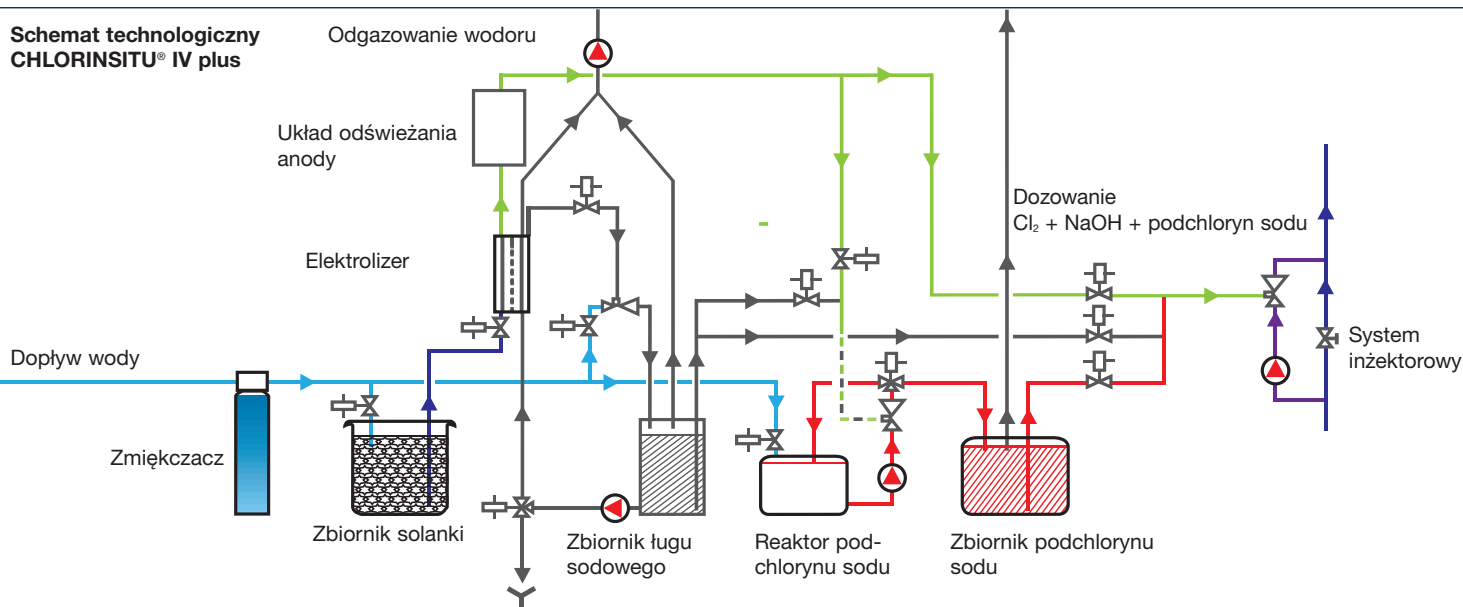 Schemat technologiczny
CHLORINSITU® IV plus
Odgazowanie wodoru
Układ odświeżania
anody
Dozowanie
Cl₂ + NaOH + podchloryn sodu
Elektrolizer
Dopływ wody
System
inżektorowy
Zmiękczacz
Zbiornik solanki
Zbiornik ługu
sodowego
Reaktor pod-
chlorynu sodu
Zbiornik podchlorynu
sodu